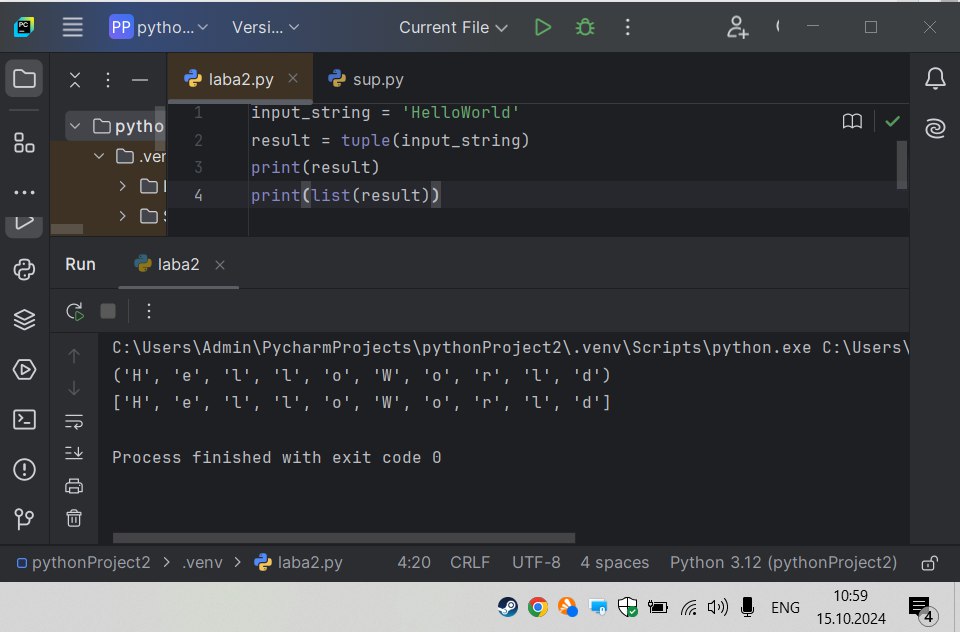 PC
PP pytho...
Versi...
Current File
laba2.py
sup.py
pytho
.ver
1 input_string = 'HelloWorld'
2 result = tuple(input_string)
3 print(result)
4 print(list(result))
Run
laba2
C:\Users\Admin\PycharmProjects\pythonProject2\.venv\Scripts\python.exe C:\Users\
('H', 'e', 'l', 'l', 'o', 'W', 'o', 'r', 'l', 'd')
['H', 'e', 'l', 'l', 'o', 'W', 'o', 'r', 'l', 'd']
Process finished with exit code 0
pythonProject2 > .venv > laba2.py
4:20 CRLF UTF-8 4 spaces Python 3.12 (pythonProject2)
ENG
10:59
15.10.2024
4